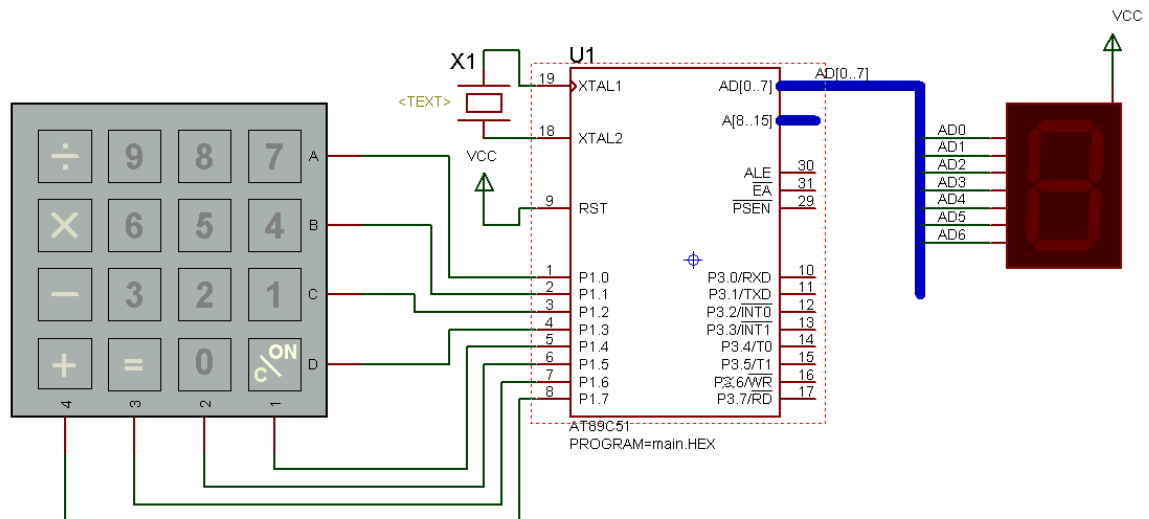 VCC
X1
U1
<TEXT>
19
XTAL1
18
XTAL2
VCC
9
RST
1
P1.0
2
P1.1
3
P1.2
4
P1.3
5
P1.4
6
P1.5
7
P1.6
8
P1.7
AD[0..7]
AD[0..7]
A[8..15]
ALE
30
EA
31
PSEN
29
P3.0/RXD
10
P3.1/TXD
11
P3.2/INT0
12
P3.3/INT1
13
P3.4/T0
14
P3.5/T1
15
P3.6/WR
16
P3.7/RD
17
AT89C51
PROGRAM=main.HEX
AD0
AD1
AD2
AD3
AD4
AD5
AD6
÷ 9 8 7 A
× 6 5 4 B
− 3 2 1 C
+ = 0 ON/C D
4 3 2 1